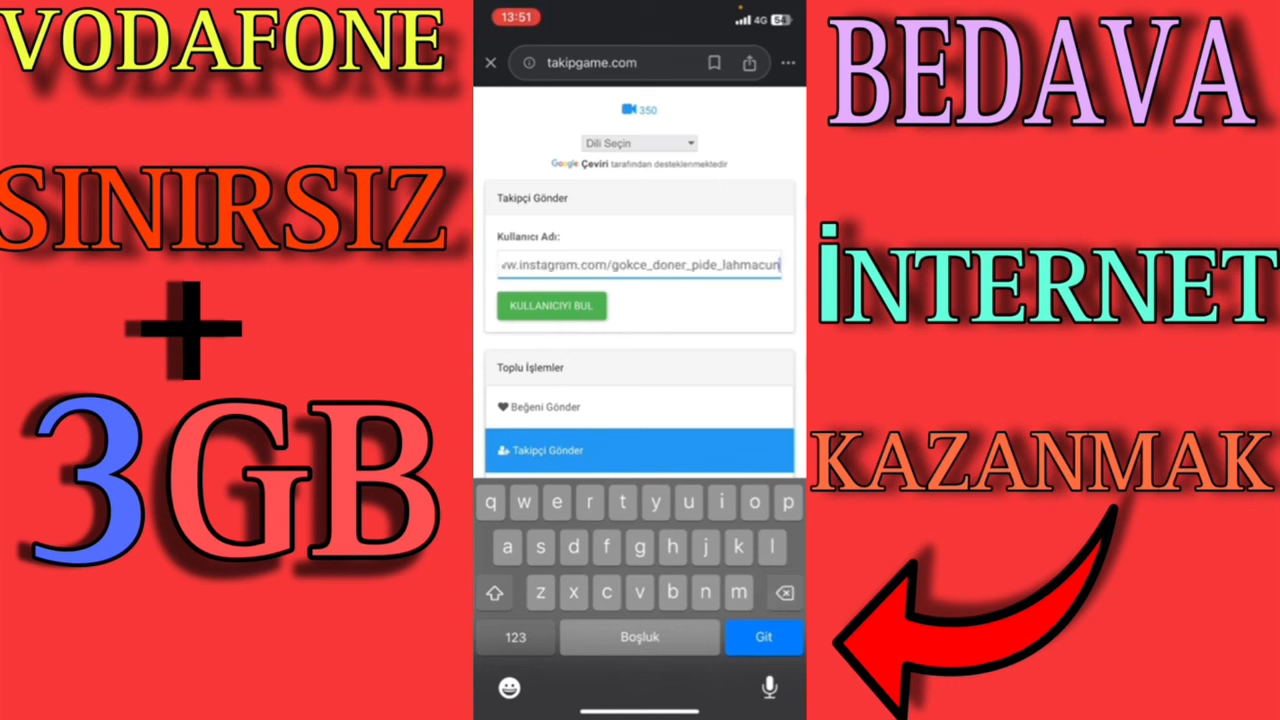 VODAFONE
SINIRSIZ
+
3GB
13:51
4G 54
takipgame.com
350
Dili Seçin
Google Çeviri tarafından desteklenmektedir
Takipçi Gönder
Kullanıcı Adı:
w.instagram.com/gokce_doner_pide_lahmacun
KULLANICIYI BUL
Toplu İşlemler
Beğeni Gönder
Takipçi Gönder
q w e r t y u i o p
a s d f g h j k l
z x c v b n m
123 Boşluk Git
BEDAVA
İNTERNET
KAZANMAK